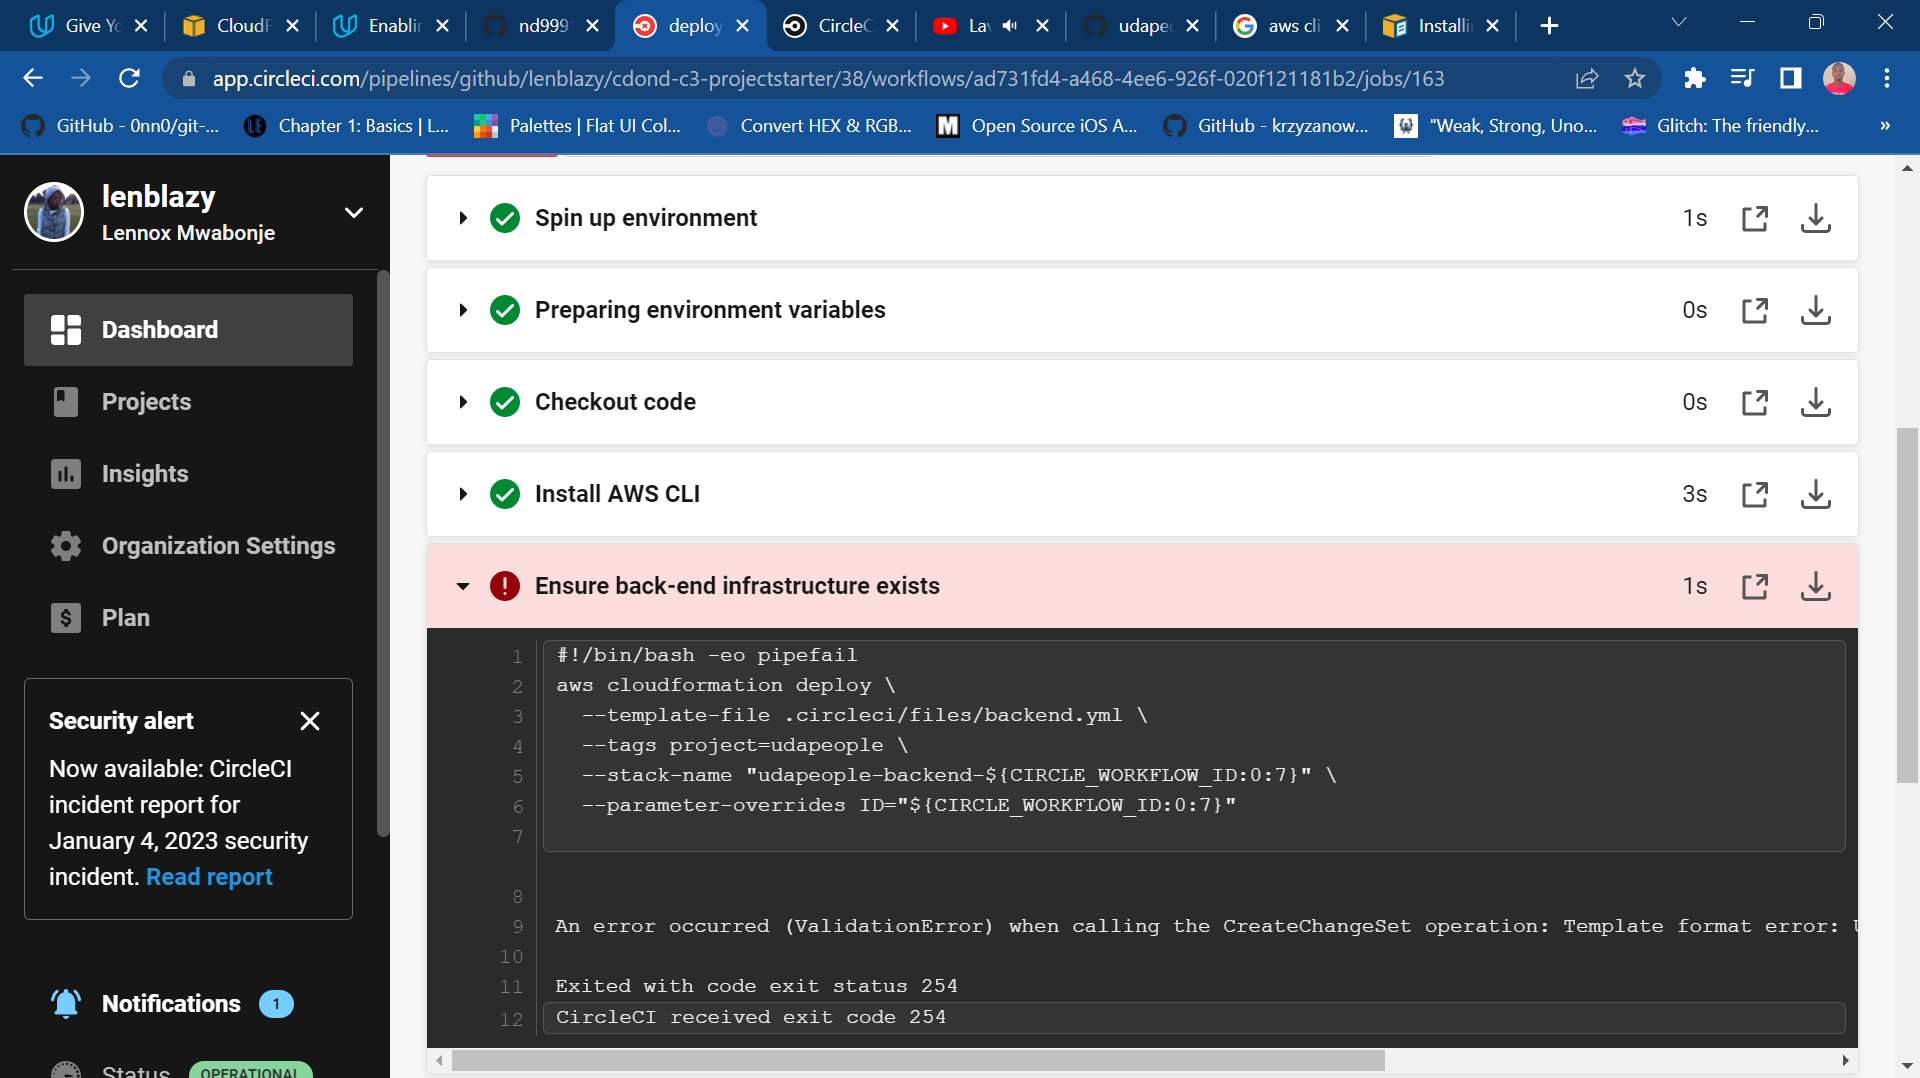 Give Yo
CloudF
Enablin
nd999
deploy
CircleC
Lav
udapeo
aws cli
Installi
app.circleci.com/pipelines/github/lenblazy/cdond-c3-projectstarter/38/workflows/ad731fd4-a468-4ee6-926f-020f121181b2/jobs/163
GitHub - 0nn0/git-...
Chapter 1: Basics | L...
Palettes | Flat UI Col...
Convert HEX & RGB...
Open Source iOS A...
GitHub - krzyzanow...
"Weak, Strong, Uno...
Glitch: The friendly...
»
lenblazy
Lennox Mwabonje
Dashboard
Projects
Insights
Organization Settings
Plan
Security alert
Now available: CircleCI
incident report for
January 4, 2023 security
incident. Read report
Notifications 1
Status OPERATIONAL
Spin up environment 1s
Preparing environment variables 0s
Checkout code 0s
Install AWS CLI 3s
Ensure back-end infrastructure exists 1s
1 #!/bin/bash -eo pipefail
2 aws cloudformation deploy \
3 --template-file .circleci/files/backend.yml \
4 --tags project=udapeople \
5 --stack-name "udapeople-backend-${CIRCLE_WORKFLOW_ID:0:7}" \
6 --parameter-overrides ID="${CIRCLE_WORKFLOW_ID:0:7}"
7
8
9 An error occurred (ValidationError) when calling the CreateChangeSet operation: Template format error:
10
11 Exited with code exit status 254
12 CircleCI received exit code 254